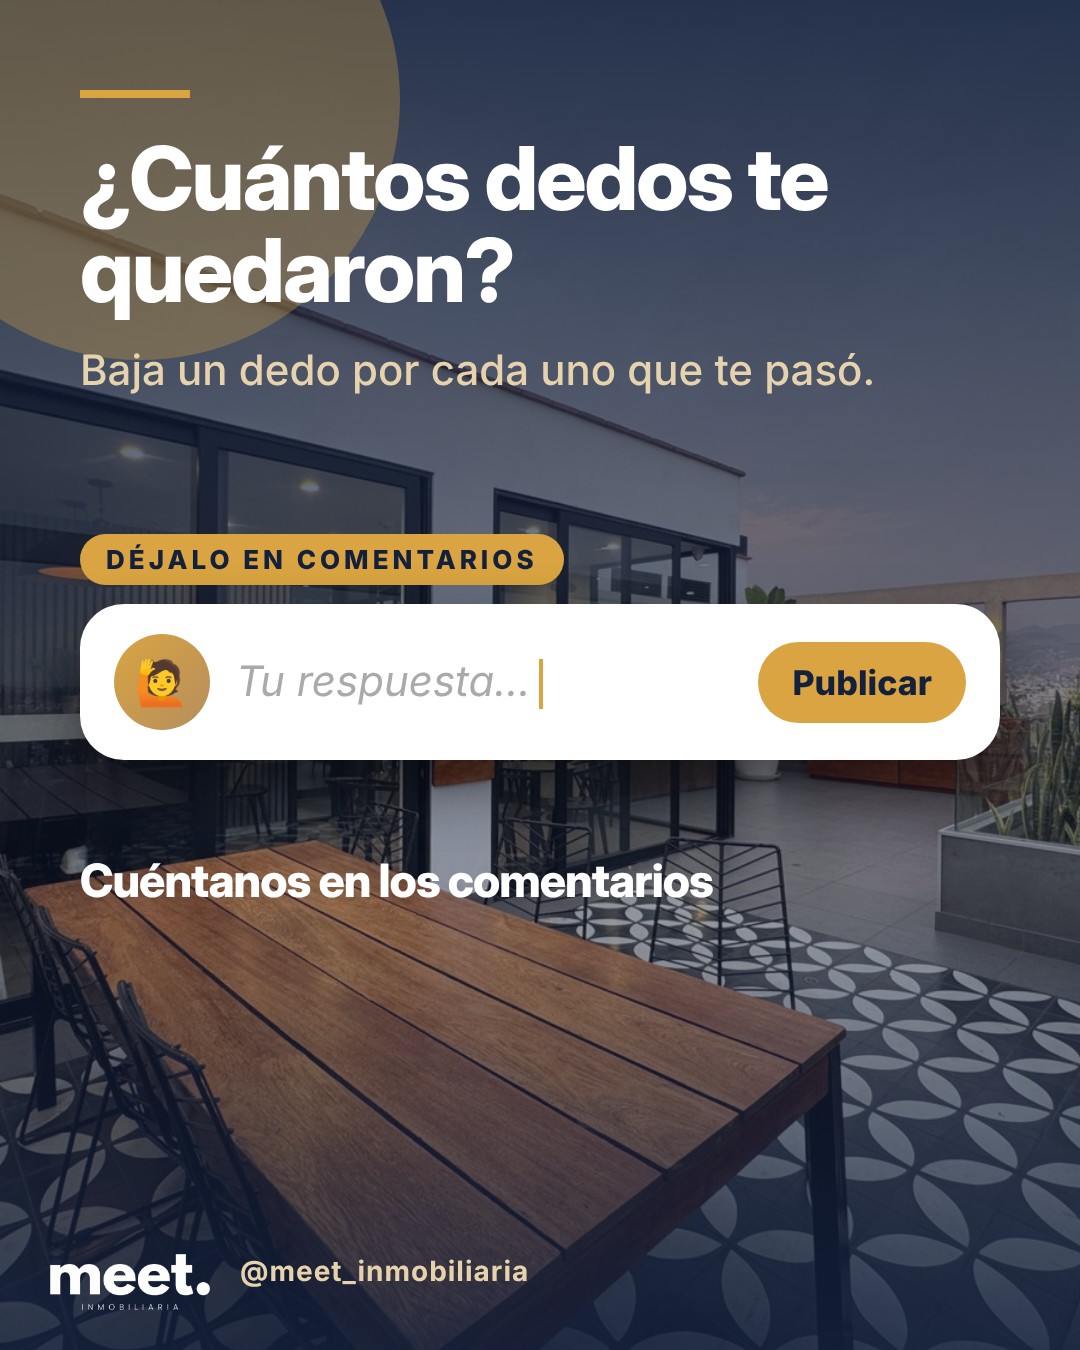 ¿Cuántos dedos te
quedaron?
Baja un dedo por cada uno que te pasó.
DÉJALO EN COMENTARIOS
Tu respuesta...
Publicar
Cuéntanos en los comentarios
meet.
INMOBILIARIA
@meet_inmobiliaria